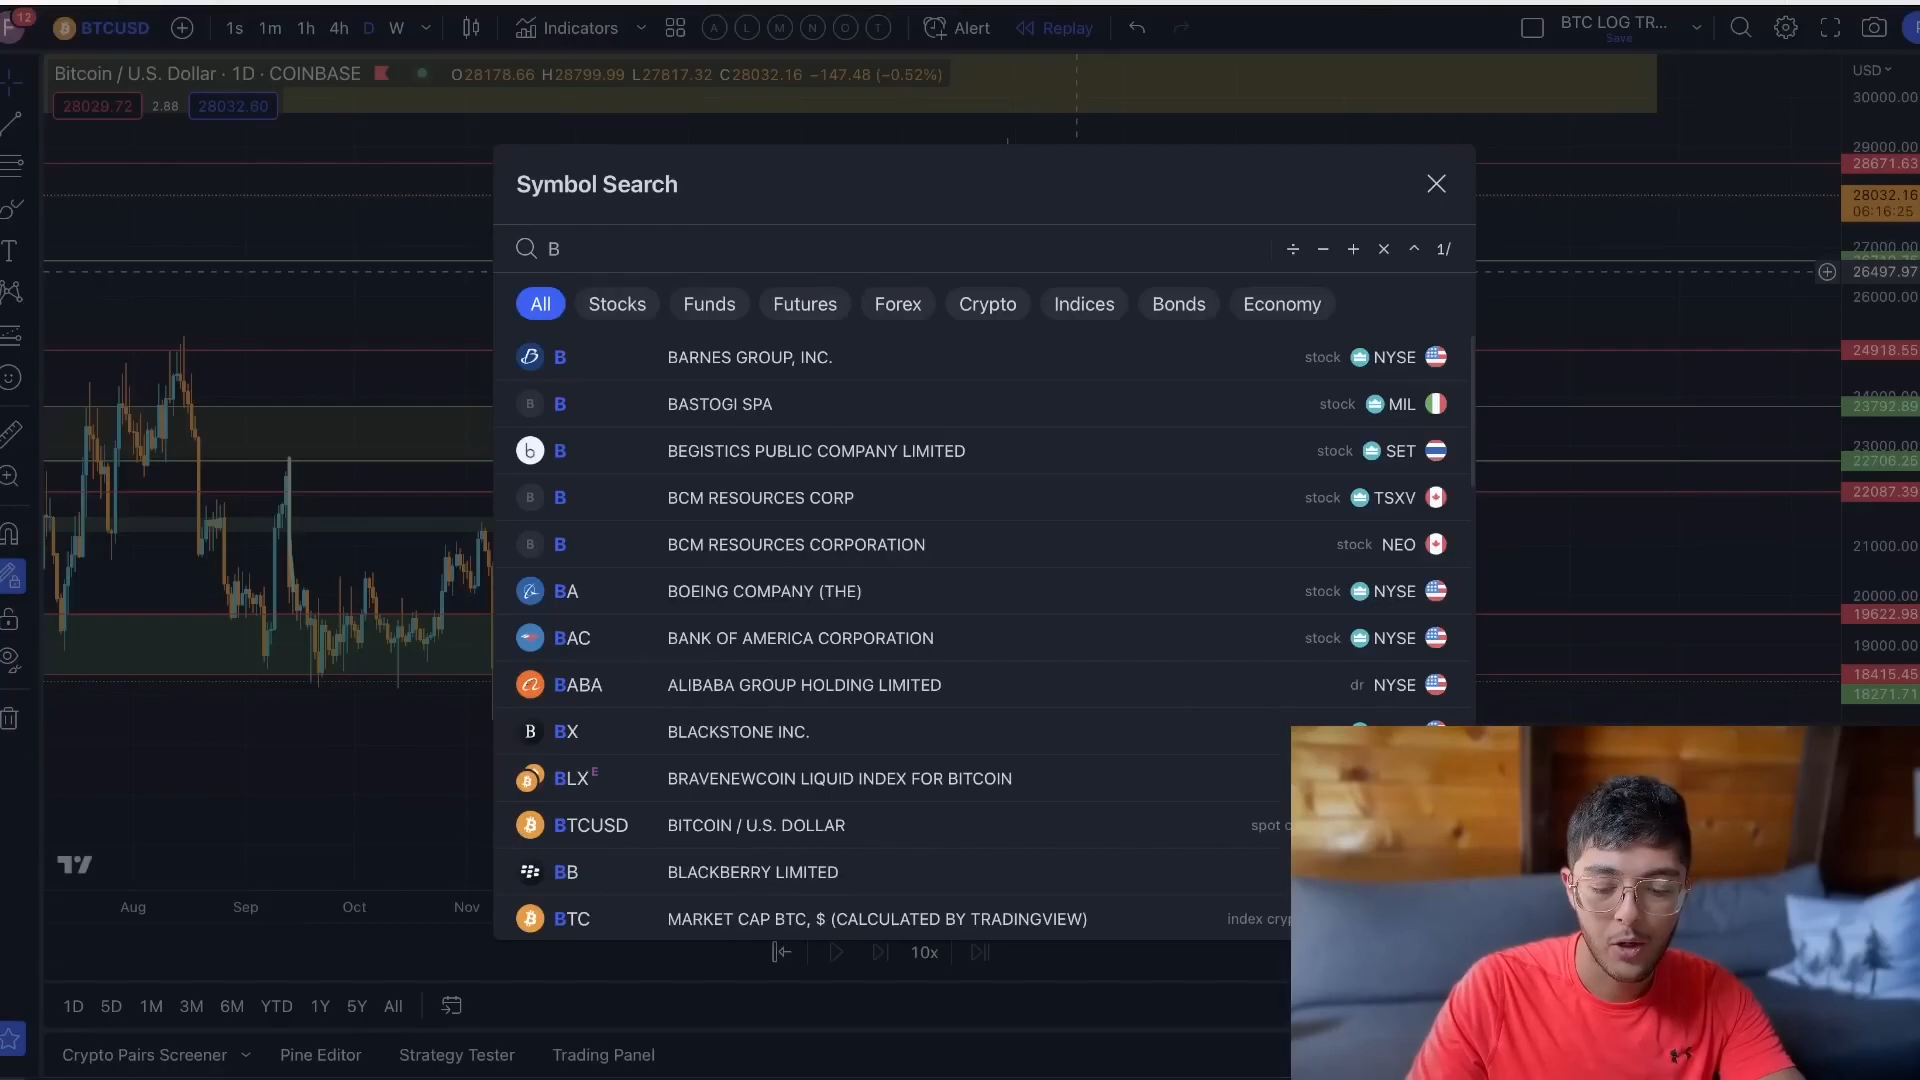 12
BTCUSD
1s 1m 1h 4h D W
Indicators
A L M N O T
Alert
Replay
BTC LOG TR...
Save
Bitcoin / U.S. Dollar · 1D · COINBASE
O28178.66 H28799.99 L27817.32 C28032.16 −147.48 (−0.52%)
28029.72 2.88 28032.60
USD
30000.00
29000.00
28671.63
28032.16
06:16:25
27000.00
26497.97
26000.00
24918.55
23792.89
23000.00
22706.25
22087.39
21000.00
20000.00
19622.98
19000.00
18415.45
18271.71
Symbol Search
B
÷ − + × ^ 1/
All Stocks Funds Futures Forex Crypto Indices Bonds Economy
B BARNES GROUP, INC. stock NYSE
B B BASTOGI SPA stock MIL
b B BEGISTICS PUBLIC COMPANY LIMITED stock SET
B B BCM RESOURCES CORP stock TSXV
B B BCM RESOURCES CORPORATION stock NEO
BA BOEING COMPANY (THE) stock NYSE
BAC BANK OF AMERICA CORPORATION stock NYSE
BABA ALIBABA GROUP HOLDING LIMITED dr NYSE
B BX BLACKSTONE INC.
BLX E BRAVENEWCOIN LIQUID INDEX FOR BITCOIN
BTCUSD BITCOIN / U.S. DOLLAR spot
BB BLACKBERRY LIMITED
BTC MARKET CAP BTC, $ (CALCULATED BY TRADINGVIEW) index
Aug Sep Oct Nov
10x
1D 5D 1M 3M 6M YTD 1Y 5Y All
Crypto Pairs Screener Pine Editor Strategy Tester Trading Panel